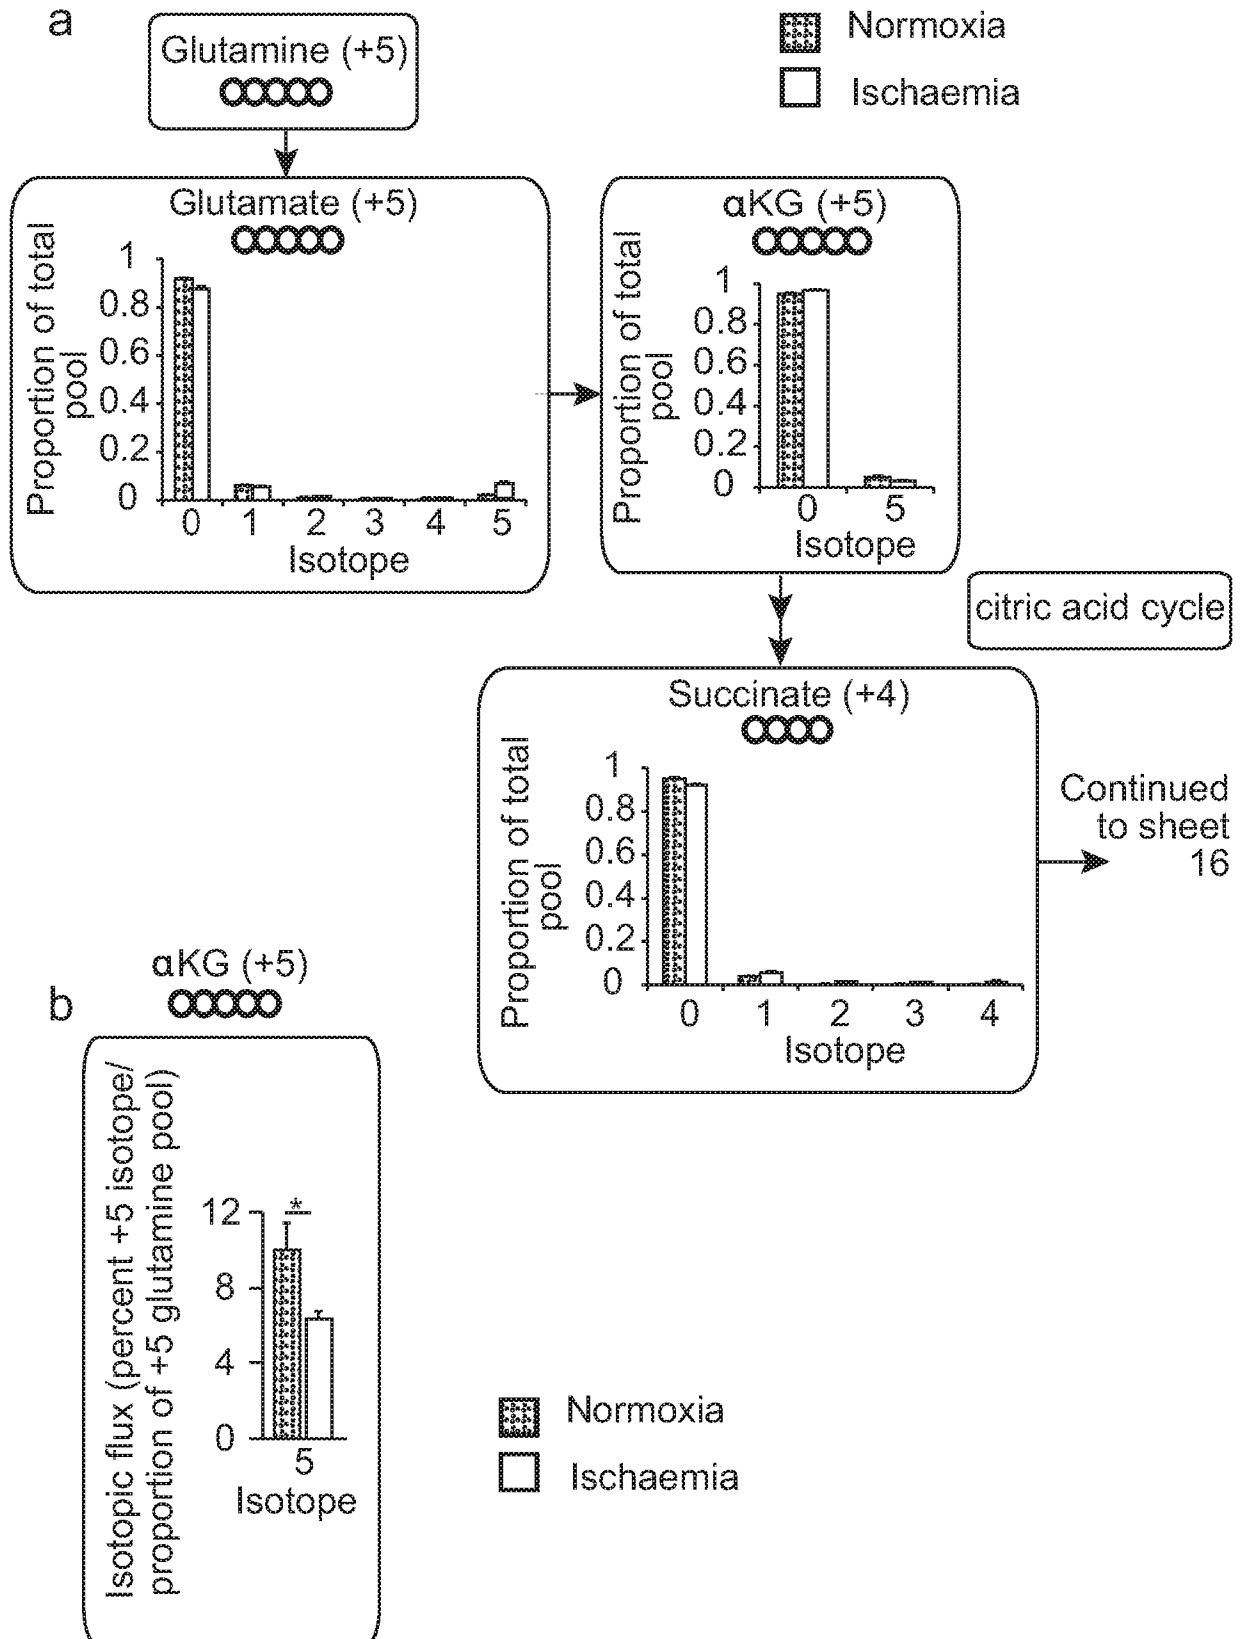 a
Glutamine (+5)
Normoxia
Ischaemia
Glutamate (+5)
Proportion of total
pool
1
0.8
0.6
0.4
0.2
0
0 1 2 3 4 5
Isotope
αKG (+5)
Proportion of total
pool
1
0.8
0.6
0.4
0.2
0
0 5
Isotope
citric acid cycle
Succinate (+4)
Proportion of total
pool
1
0.8
0.6
0.4
0.2
0
0 1 2 3 4
Isotope
Continued
to sheet
16
b
αKG (+5)
Isotopic flux (percent +5 isotope/
proportion of +5 glutamine pool)
12
8
4
0
*
5
Isotope
Normoxia
Ischaemia